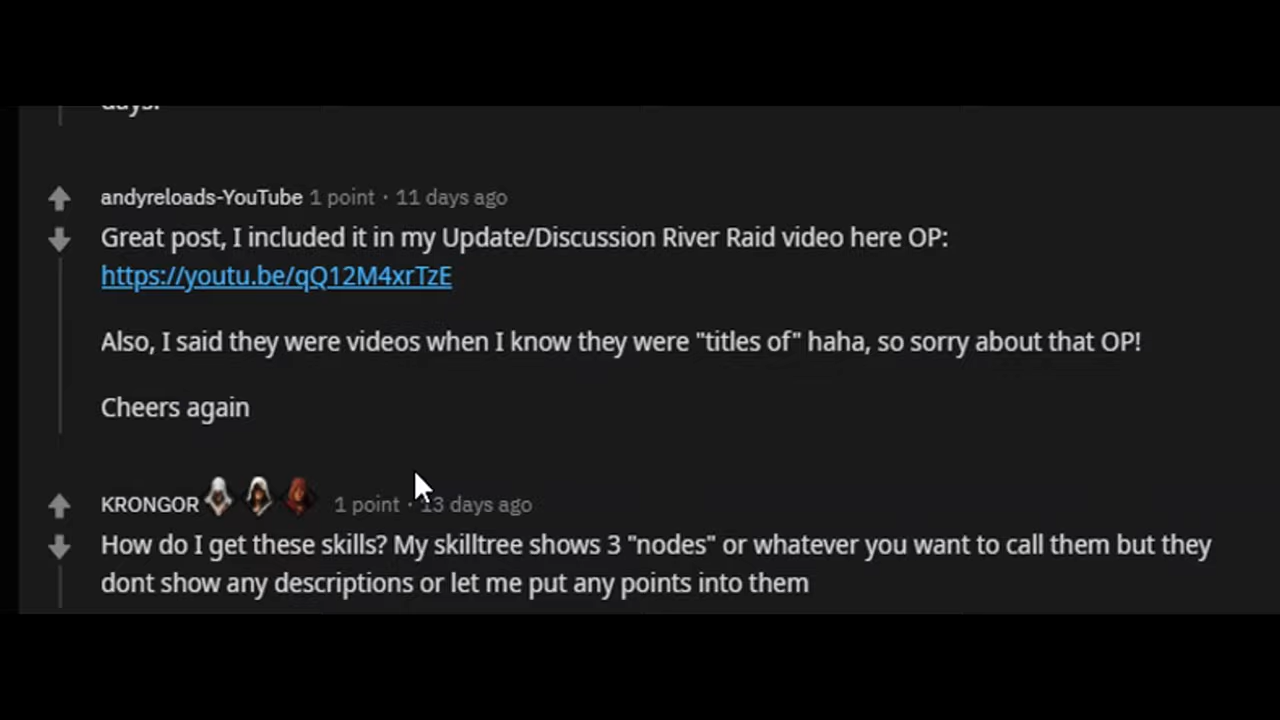 days.
andyreloads-YouTube 1 point · 11 days ago
Great post, I included it in my Update/Discussion River Raid video here OP:
https://youtu.be/qQ12M4xrTzE
Also, I said they were videos when I know they were "titles of" haha, so sorry about that OP!
Cheers again
KRONGOR 1 point · 13 days ago
How do I get these skills? My skilltree shows 3 "nodes" or whatever you want to call them but they
dont show any descriptions or let me put any points into them